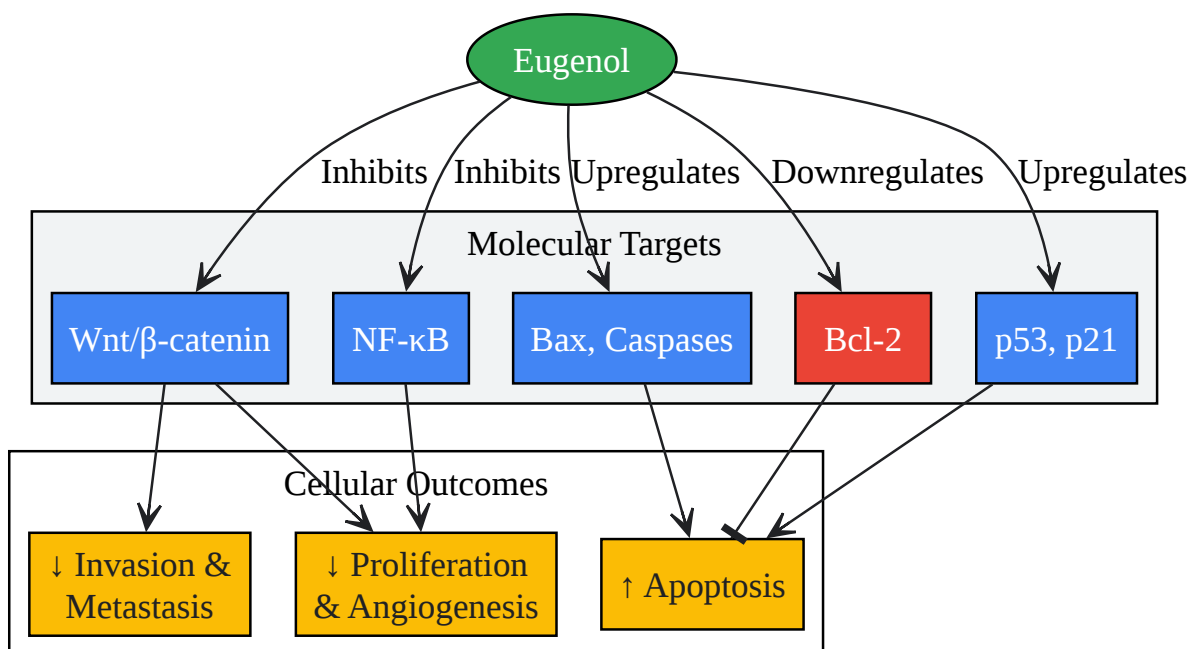 Eugenol
Inhibits
Inhibits
Upregulates
Downregulates
Upregulates
Molecular Targets
Wnt/β-catenin
NF-κB
Bax, Caspases
Bcl-2
p53, p21
Cellular Outcomes
↓ Invasion &
Metastasis
↓ Proliferation
& Angiogenesis
↑ Apoptosis